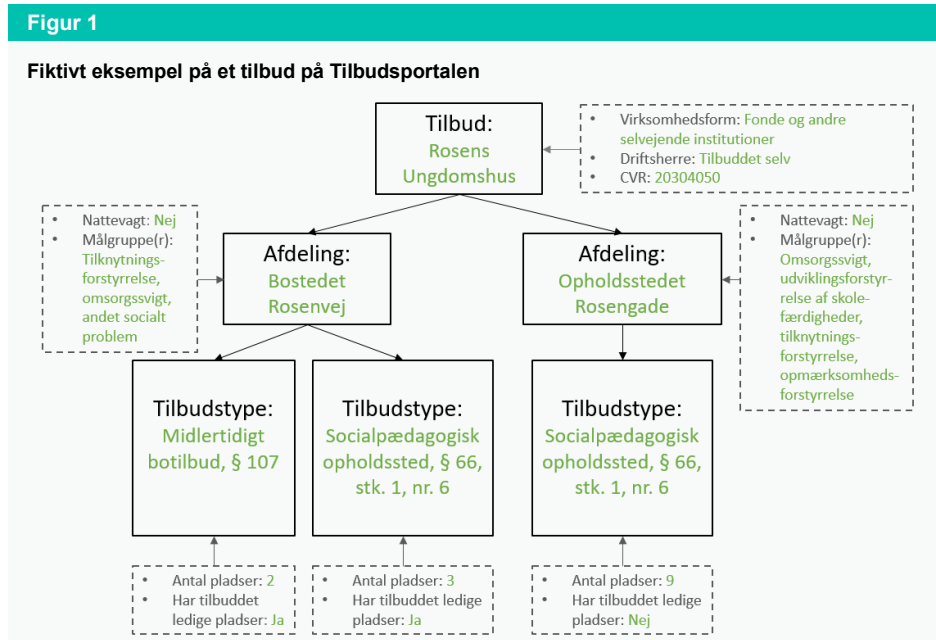 Figur 1
Fiktivt eksempel på et tilbud på Tilbudsportalen
Tilbud:
Rosens
Ungdomshus
• Virksomhedsform: Fonde og andre
selvejende institutioner
• Driftsherre: Tilbuddet selv
• CVR: 20304050
• Nattevagt: Nej
• Målgruppe(r):
Tilknytnings-
forstyrrelse,
omsorgssvigt,
andet socialt
problem
Afdeling:
Bostedet
Rosenvej
Afdeling:
Opholdsstedet
Rosengade
• Nattevagt: Nej
• Målgruppe(r):
Omsorgssvigt,
udviklingsforstyr-
relse af skole-
færdigheder,
tilknytnings-
forstyrrelse,
opmærksomheds-
forstyrrelse
Tilbudstype:
Midlertidigt
botilbud, § 107
Tilbudstype:
Socialpædagogisk
opholdssted, § 66,
stk. 1, nr. 6
Tilbudstype:
Socialpædagogisk
opholdssted, § 66,
stk. 1, nr. 6
• Antal pladser: 2
• Har tilbuddet
ledige pladser: Ja
• Antal pladser: 3
• Har tilbuddet ledige
pladser: Ja
• Antal pladser: 9
• Har tilbuddet ledige
pladser: Nej